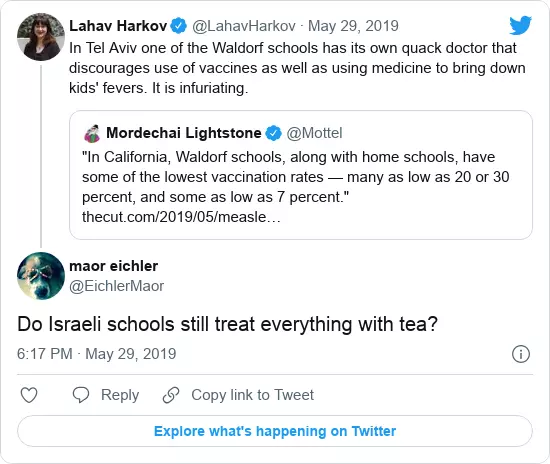 Lahav Harkov @LahavHarkov · May 29, 2019
In Tel Aviv one of the Waldorf schools has its own quack doctor that
discourages use of vaccines as well as using medicine to bring down
kids' fevers. It is infuriating.
Mordechai Lightstone @Mottel
"In California, Waldorf schools, along with home schools, have
some of the lowest vaccination rates — many as low as 20 or 30
percent, and some as low as 7 percent."
thecut.com/2019/05/measle…
maor eichler
@EichlerMaor
Do Israeli schools still treat everything with tea?
6:17 PM · May 29, 2019
Reply Copy link to Tweet
Explore what's happening on Twitter